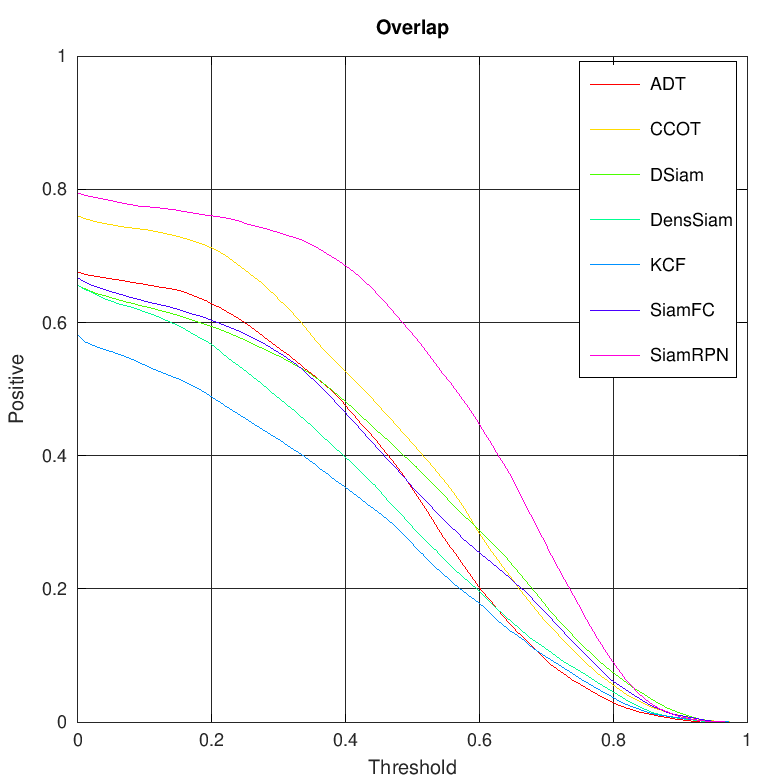 Overlap
1
0.8
0.6
0.4
0.2
0
Positive
ADT
CCOT
DSiam
DensSiam
KCF
SiamFC
SiamRPN
0 0.2 0.4 0.6 0.8 1
Threshold